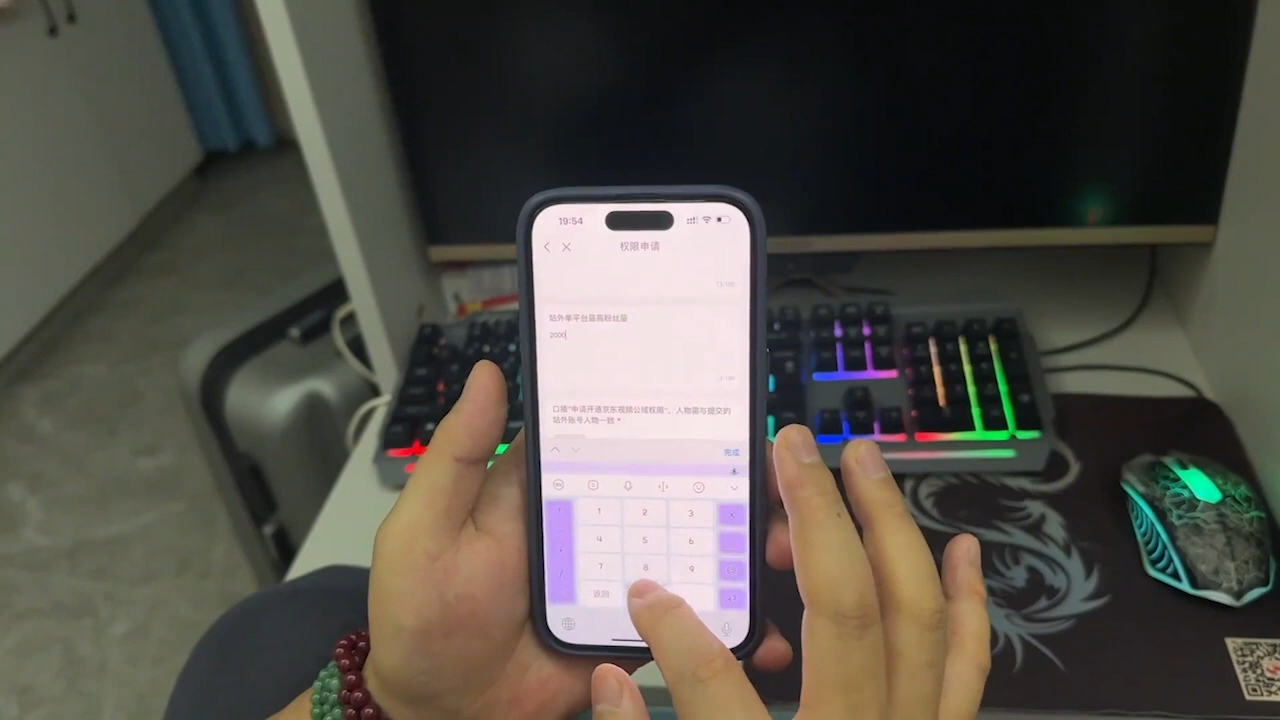 19:54
权限申请
站外单平台最高粉丝量
2000
口播"申请开通京东视频公域权限"，人物需与提交的
站外账号人物一致 *
完成
1 2 3
4 5 6
7 8 9
返回